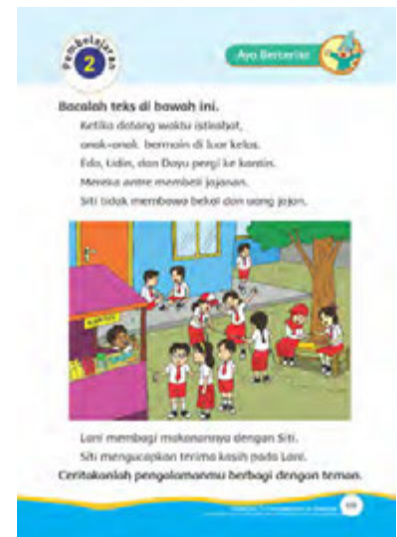 Pembelajaran
2
Ayo Bercerita
Bacalah teks di bawah ini.
Ketika datang waktu istirahat,
anak-anak bermain di luar kelas.
Edo, Udin, dan Dayu pergi ke kantin.
Mereka antre membeli jajanan.
Siti tidak membawa bekal dan uang jajan.
KANTIN
Lani membagi makanannya dengan Siti.
Siti mengucapkan terima kasih pada Lani.
Ceritakanlah pengalamanmu berbagi dengan teman.